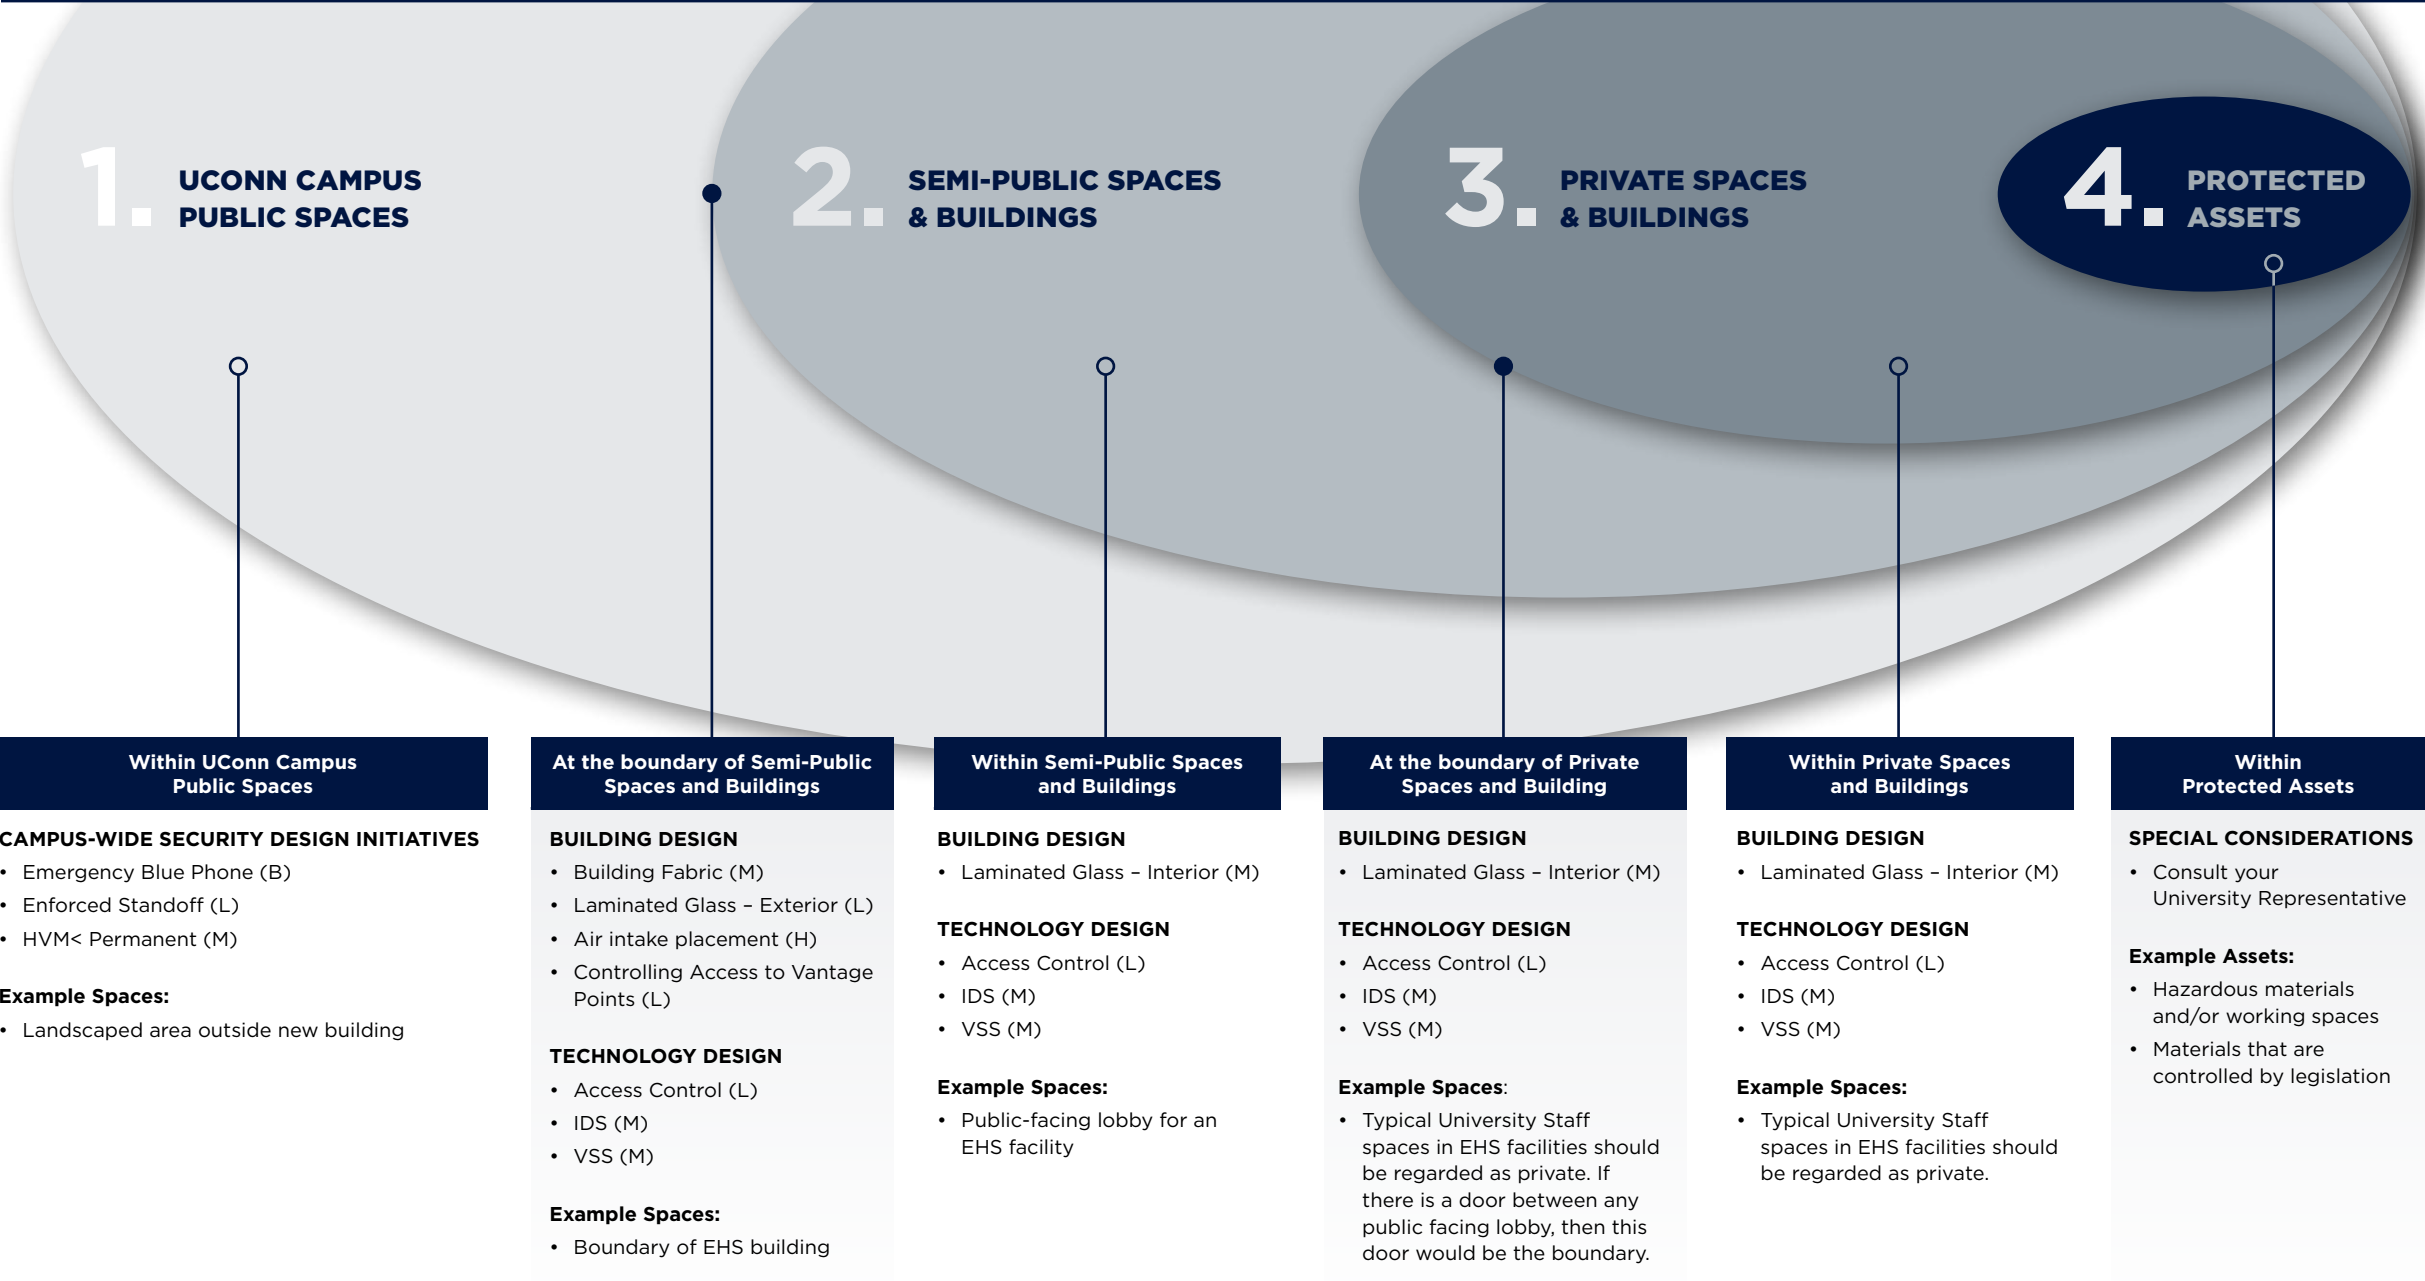 1. UCONN CAMPUS
PUBLIC SPACES
2. SEMI-PUBLIC SPACES
& BUILDINGS
3. PRIVATE SPACES
& BUILDINGS
4. PROTECTED
ASSETS
Within UConn Campus
Public Spaces
CAMPUS-WIDE SECURITY DESIGN INITIATIVES
• Emergency Blue Phone (B)
• Enforced Standoff (L)
• HVM< Permanent (M)
Example Spaces:
• Landscaped area outside new building
At the boundary of Semi-Public
Spaces and Buildings
BUILDING DESIGN
• Building Fabric (M)
• Laminated Glass – Exterior (L)
• Air intake placement (H)
• Controlling Access to Vantage
Points (L)
TECHNOLOGY DESIGN
• Access Control (L)
• IDS (M)
• VSS (M)
Example Spaces:
• Boundary of EHS building
Within Semi-Public Spaces
and Buildings
BUILDING DESIGN
• Laminated Glass – Interior (M)
TECHNOLOGY DESIGN
• Access Control (L)
• IDS (M)
• VSS (M)
Example Spaces:
• Public-facing lobby for an
EHS facility
At the boundary of Private
Spaces and Building
BUILDING DESIGN
• Laminated Glass – Interior (M)
TECHNOLOGY DESIGN
• Access Control (L)
• IDS (M)
• VSS (M)
Example Spaces:
• Typical University Staff
spaces in EHS facilities should
be regarded as private. If
there is a door between any
public facing lobby, then this
door would be the boundary.
Within Private Spaces
and Buildings
BUILDING DESIGN
• Laminated Glass – Interior (M)
TECHNOLOGY DESIGN
• Access Control (L)
• IDS (M)
• VSS (M)
Example Spaces:
• Typical University Staff
spaces in EHS facilities should
be regarded as private.
Within
Protected Assets
SPECIAL CONSIDERATIONS
• Consult your
University Representative
Example Assets:
• Hazardous materials
and/or working spaces
• Materials that are
controlled by legislation